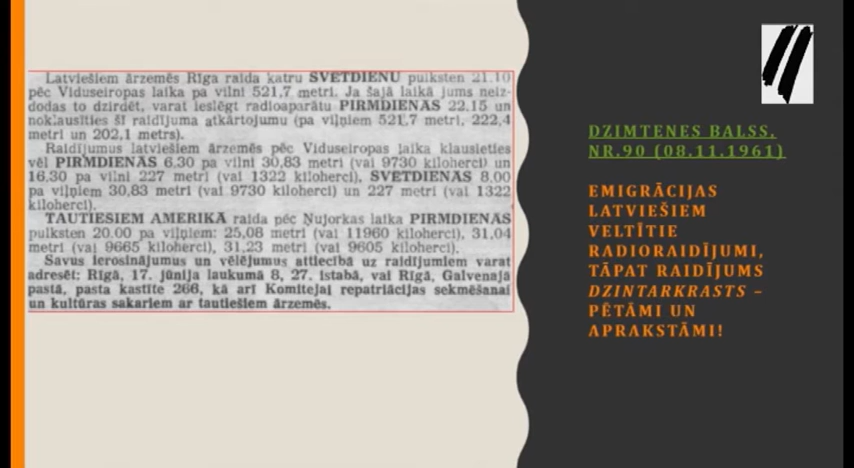 Latviešiem ārzemēs Rīga raida katru SVĒTDIENU pulksten 21.10
pēc Viduseiropas laika pa vilni 521,7 metri. Ja šajā laikā jums neiz-
dodas to dzirdēt, varat ieslēgt radioaparātu PIRMDIENĀS 22.15 un
noklausīties šī raidījuma atkārtojumu (pa viļņiem 521,7 metri, 222,4
metri un 202,1 metrs).
Raidījumus latviešiem ārzemēs pēc Viduseiropas laika klausieties
vēl PIRMDIENĀS 6.30 pa vilni 30,83 metri (vai 9730 kiloherci) un
16.30 pa vilni 227 metri (vai 1322 kiloherci), SVĒTDIENĀS 8.00
pa viļņiem 30,83 metri (vai 9730 kiloherci) un 227 metri (vai 1322
kiloherci).
TAUTIEŠIEM AMERIKĀ raida pēc Ņujorkas laika PIRMDIENĀS
pulksten 20.00 pa viļņiem: 25,08 metri (vai 11960 kiloherci), 31,04
metri (vai 9665 kiloherci), 31,23 metri (vai 9605 kiloherci).
Savus ierosinājumus un vēlējumus attiecībā uz raidījumiem varat
adresēt: Rīgā, 17. jūnija laukumā 8, 27. istabā, vai Rīgā, Galvenajā
pastā, pasta kastītē 266, kā arī Komitejai repatriācijas sekmēšanai
un kultūras sakariem ar tautiešiem ārzemēs.
DZIMTENES BALSS,
NR.90 (08.11.1961)
EMIGRĀCIJAS
LATVIEŠIEM
VELTĪTIE
RADIORAIDĪJUMI,
TĀPAT RAIDĪJUMS
DZINTARKRASTS –
PĒTĀMI UN
APRAKSTĀMI!